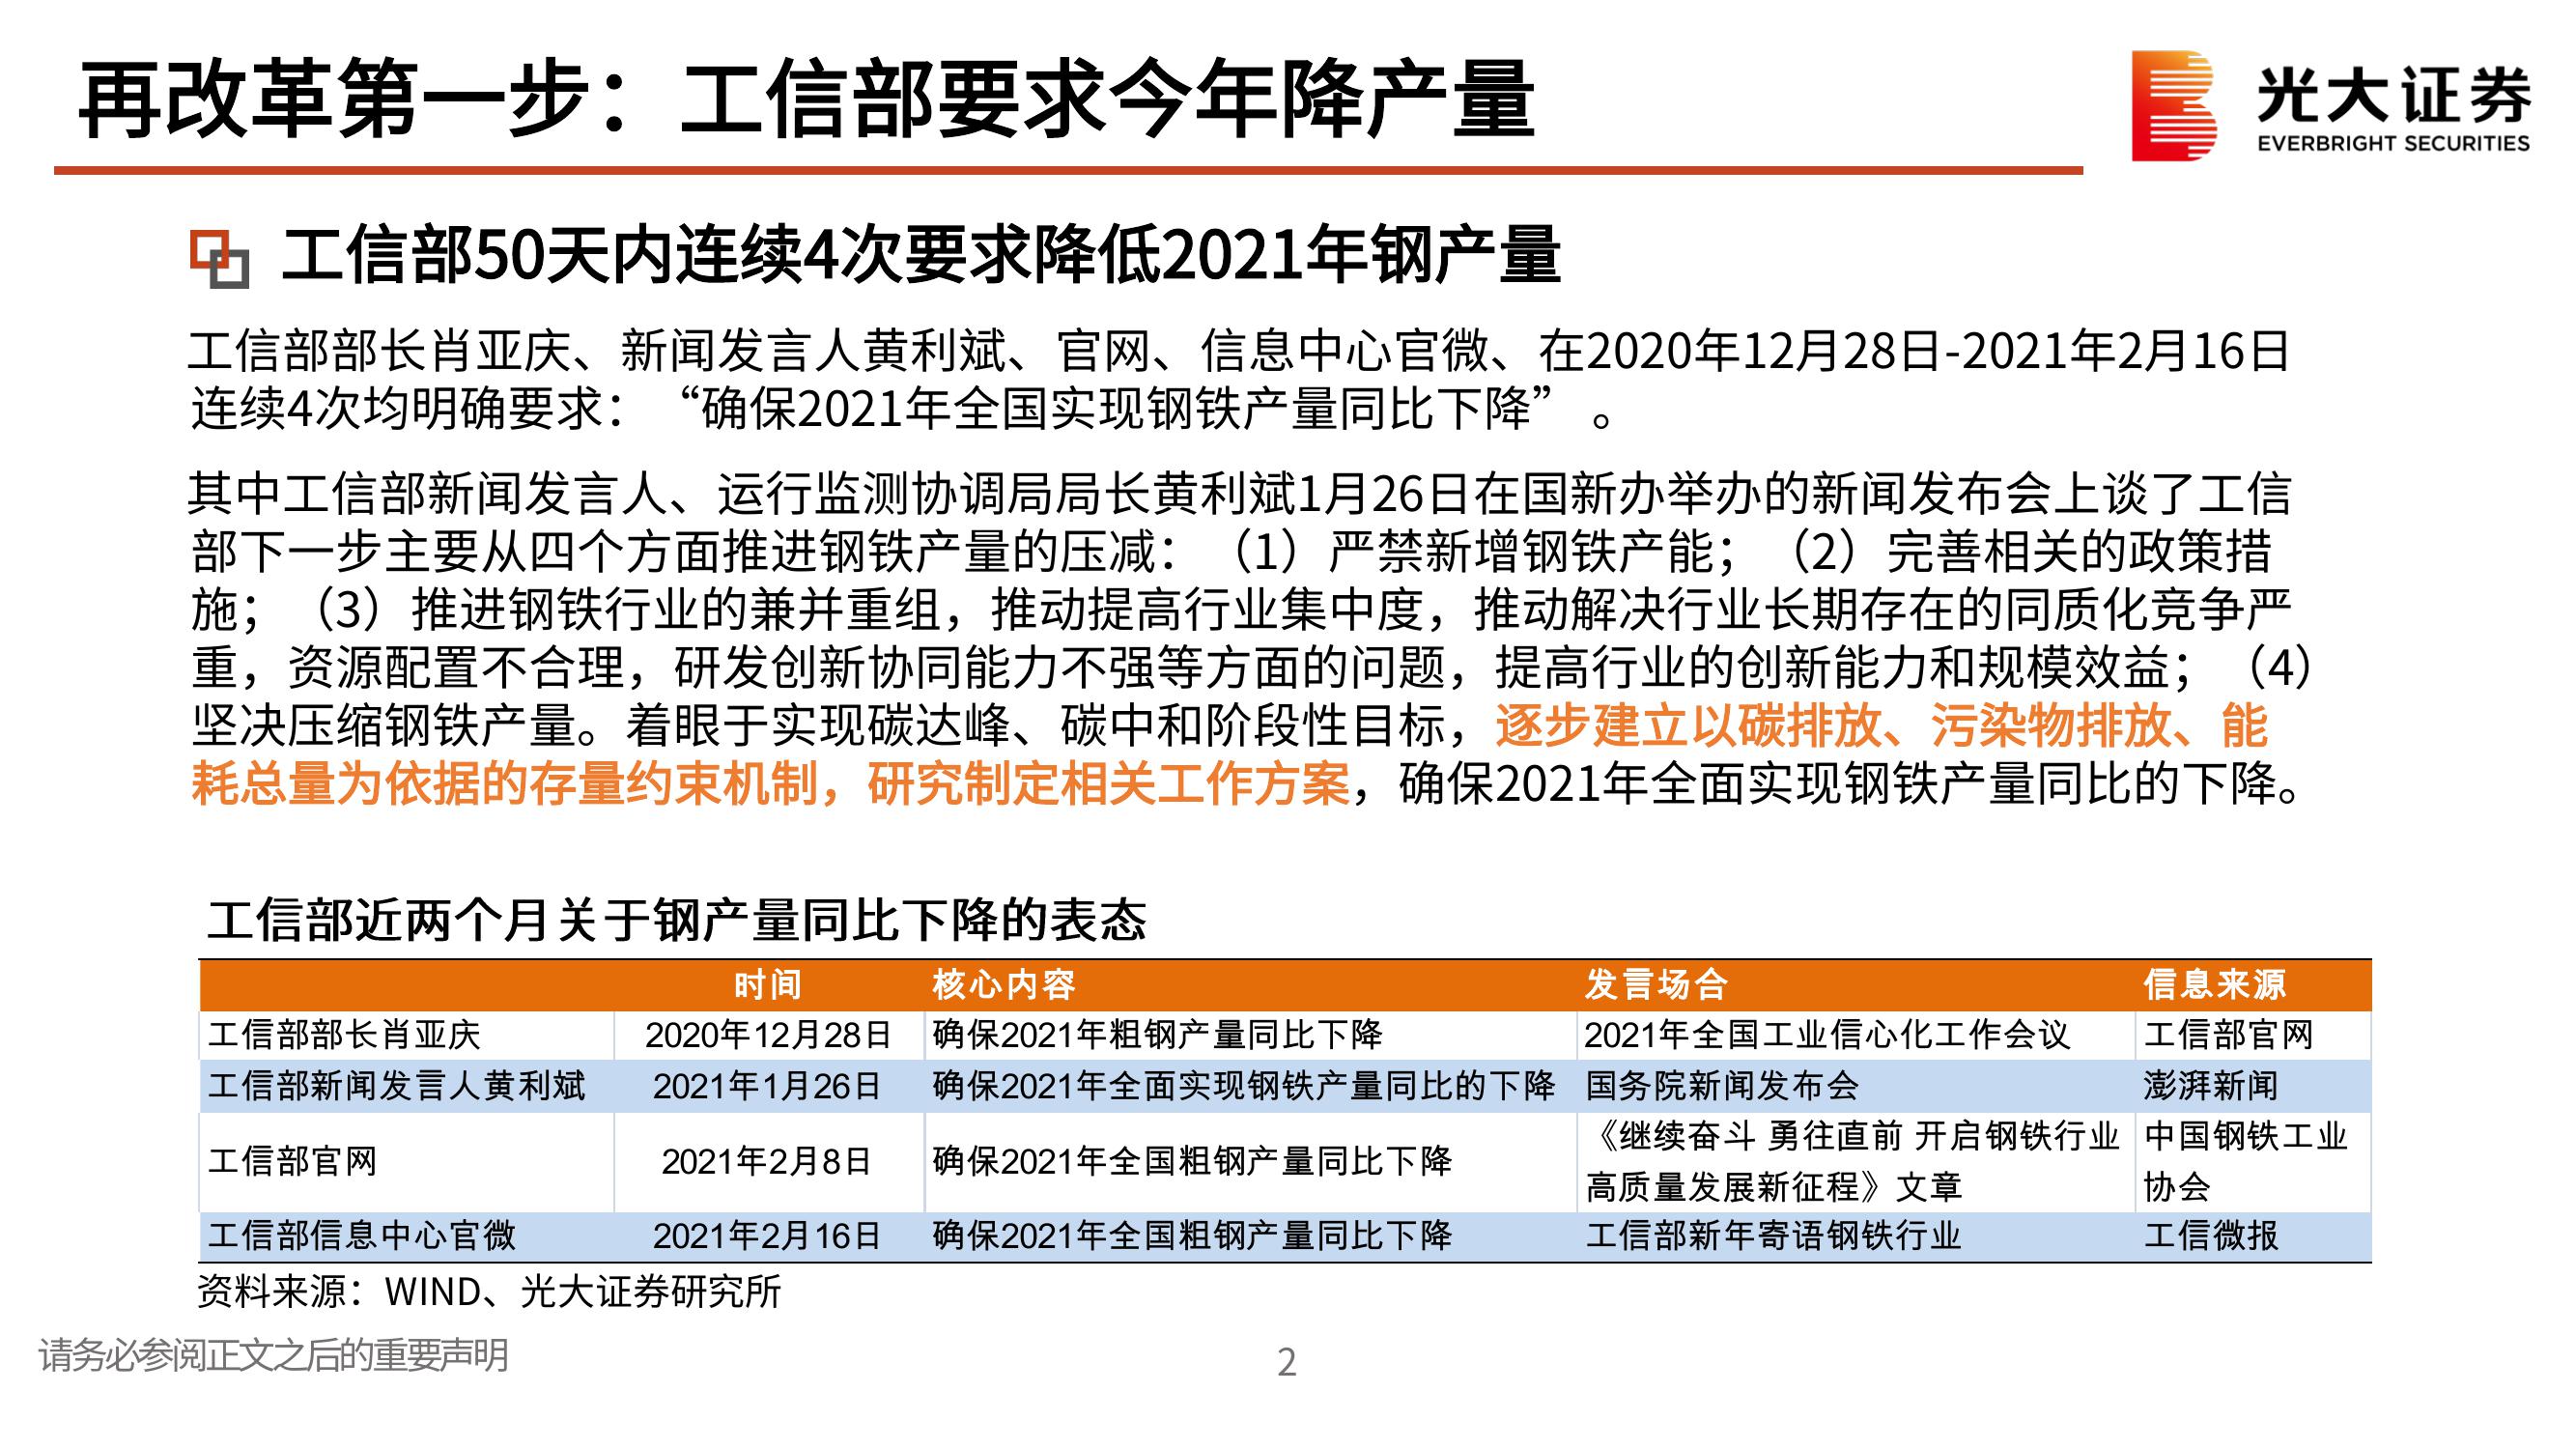 再改革第一步：工信部要求今年降产量
光大证券
EVERBRIGHT SECURITIES
工信部50天内连续4次要求降低2021年钢产量
工信部部长肖亚庆、新闻发言人黄利斌、官网、信息中心官微、在2020年12月28日-2021年2月16日
连续4次均明确要求：“确保2021年全国实现钢铁产量同比下降”。
其中工信部新闻发言人、运行监测协调局局长黄利斌1月26日在国新办举办的新闻发布会上谈了工信
部下一步主要从四个方面推进钢铁产量的压减：（1）严禁新增钢铁产能；（2）完善相关的政策措
施；（3）推进钢铁行业的兼并重组，推动提高行业集中度，推动解决行业长期存在的同质化竞争严
重，资源配置不合理，研发创新协同能力不强等方面的问题，提高行业的创新能力和规模效益；（4）
坚决压缩钢铁产量。着眼于实现碳达峰、碳中和阶段性目标，逐步建立以碳排放、污染物排放、能
耗总量为依据的存量约束机制，研究制定相关工作方案，确保2021年全面实现钢铁产量同比的下降。
工信部近两个月关于钢产量同比下降的表态
时间 核心内容 发言场合 信息来源
工信部部长肖亚庆 2020年12月28日 确保2021年粗钢产量同比下降 2021年全国工业信心化工作会议 工信部官网
工信部新闻发言人黄利斌 2021年1月26日 确保2021年全面实现钢铁产量同比的下降 国务院新闻发布会 澎湃新闻
工信部官网 2021年2月8日 确保2021年全国粗钢产量同比下降 《继续奋斗 勇往直前 开启钢铁行业 中国钢铁工业
高质量发展新征程》文章 协会
工信部信息中心官微 2021年2月16日 确保2021年全国粗钢产量同比下降 工信部新年寄语钢铁行业 工信微报
资料来源：WIND、光大证券研究所
请务必参阅正文之后的重要声明
2